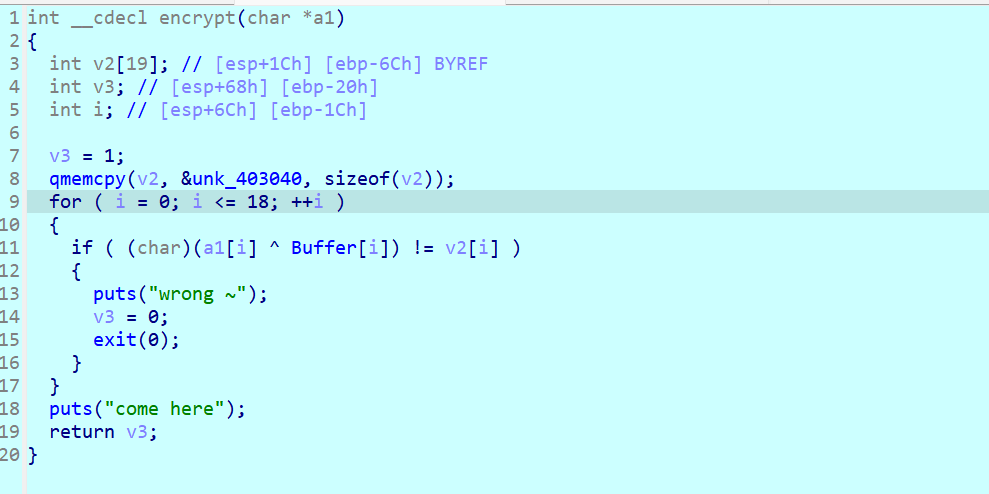 1 int __cdecl encrypt(char *a1)
2 {
3   int v2[19]; // [esp+1Ch] [ebp-6Ch] BYREF
4   int v3; // [esp+68h] [ebp-20h]
5   int i; // [esp+6Ch] [ebp-1Ch]
6
7   v3 = 1;
8   qmemcpy(v2, &unk_403040, sizeof(v2));
9   for ( i = 0; i <= 18; ++i )
10   {
11     if ( (char)(a1[i] ^ Buffer[i]) != v2[i] )
12     {
13       puts("wrong ~");
14       v3 = 0;
15       exit(0);
16     }
17   }
18   puts("come here");
19   return v3;
20 }